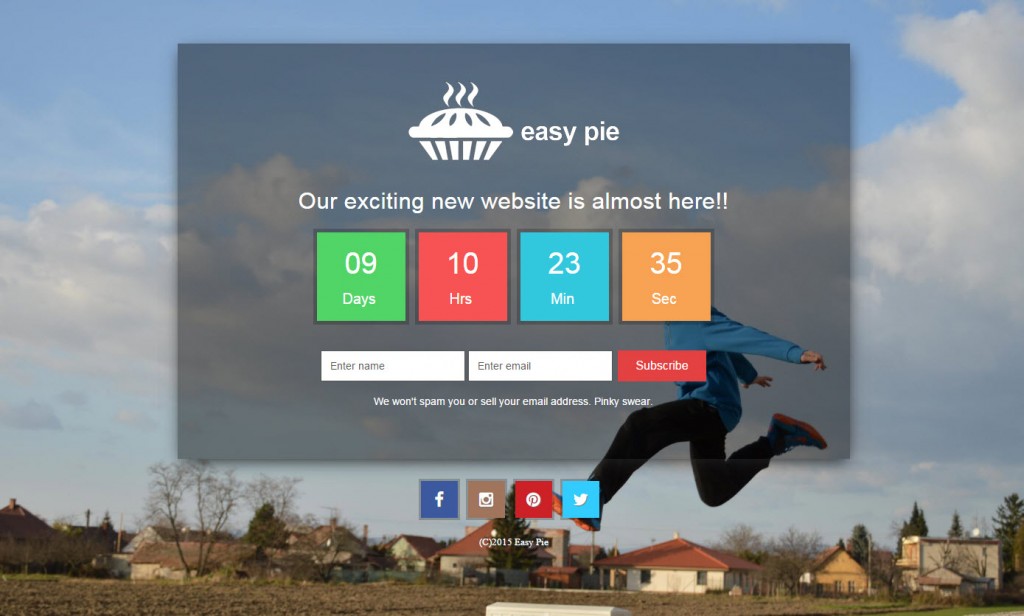 easy pie
Our exciting new website is almost here!!
09 10 23 35
Days Hrs Min Sec
Enter name Enter email Subscribe
We won't spam you or sell your email address. Pinky swear.
(C)2015 Easy Pie